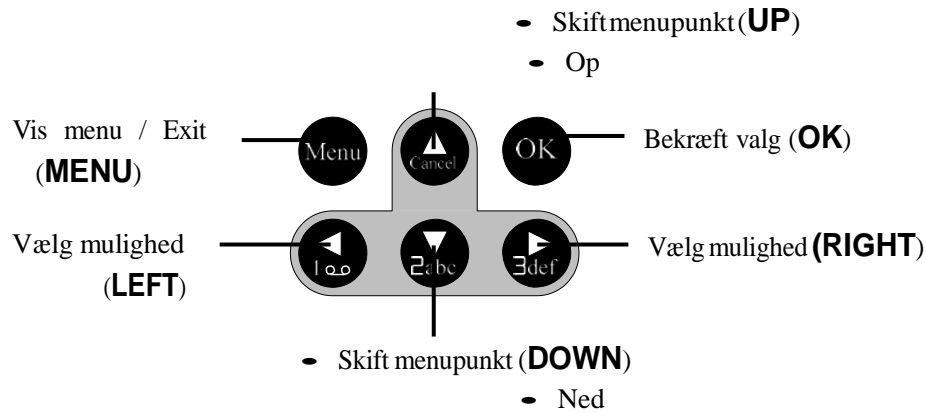 • Skift menupunkt (UP)
• Op
Vis menu / Exit
(MENU)
Menu
Cancel
OK
Bekræft valg (OK)
Vælg mulighed
(LEFT)
1
2abc
3def
Vælg mulighed (RIGHT)
• Skift menupunkt (DOWN)
• Ned